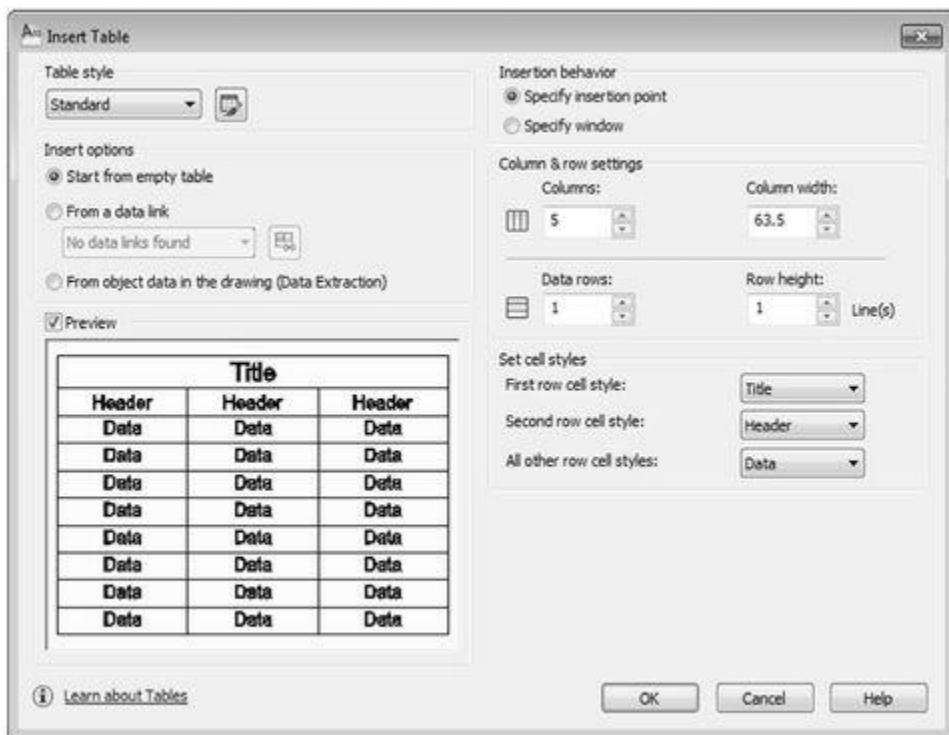 Insert Table
Table style
Standard
Insert options
Start from empty table
From a data link
No data links found
From object data in the drawing (Data Extraction)
Preview
Title
Header Header Header
Data Data Data
Data Data Data
Data Data Data
Data Data Data
Data Data Data
Data Data Data
Data Data Data
Data Data Data
Learn about Tables
Insertion behavior
Specify insertion point
Specify window
Column & row settings
Columns: Column width:
5 63.5
Data rows: Row height:
1 1 Line(s)
Set cell styles
First row cell style: Title
Second row cell style: Header
All other row cell styles: Data
OK Cancel Help